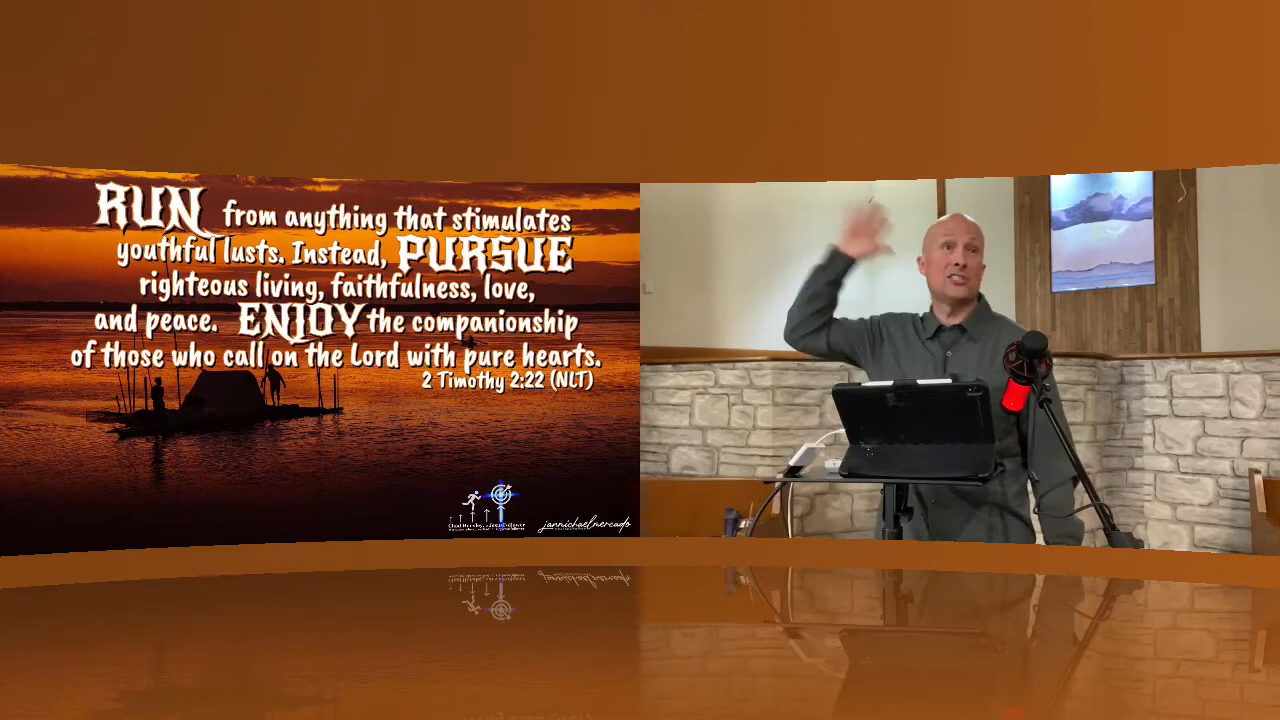 RUN from anything that stimulates
youthful lusts. Instead, PURSUE
righteous living, faithfulness, love,
and peace. ENJOY the companionship
of those who call on the Lord with pure hearts.
2 Timothy 2:22 (NLT)
janmichaelmercado